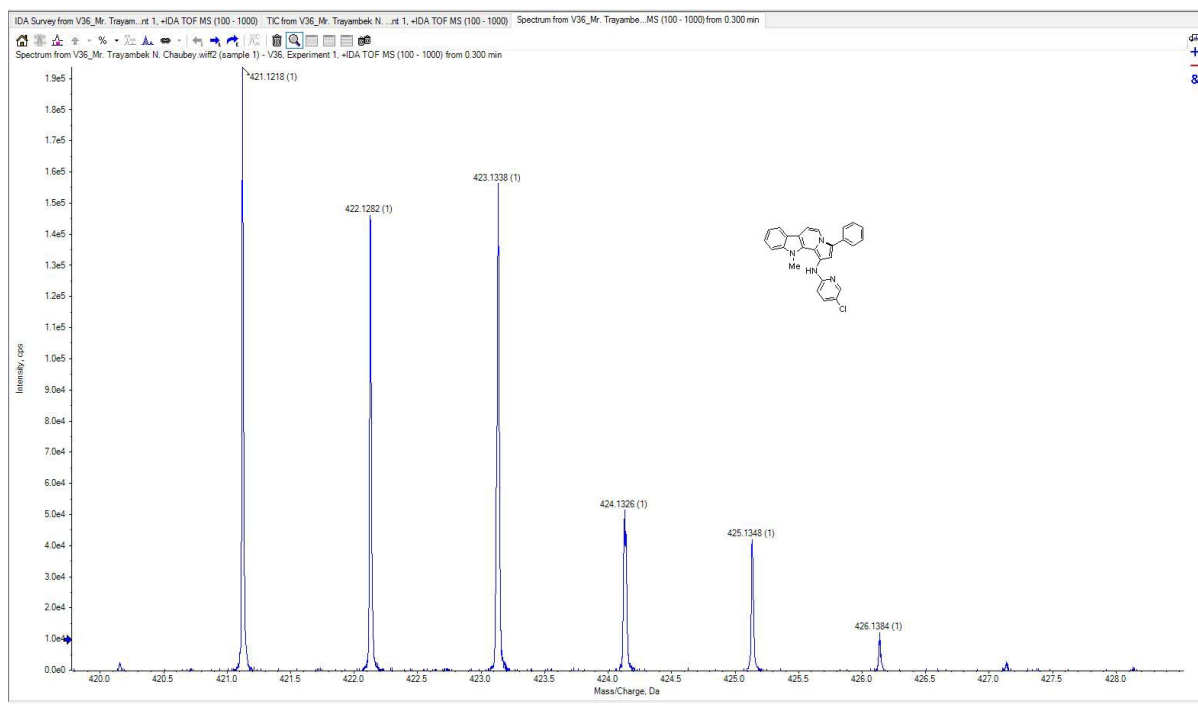 IDA Survey from V36_Mr. Trayam...nt 1, +IDA TOF MS (100 - 1000) TIC from V36_Mr. Trayambek N. ...nt 1, +IDA TOF MS (100 - 1000) Spectrum from V36_Mr. Trayambe...MS (100 - 1000) from 0.300 min
%
Spectrum from V36_Mr. Trayambek N. Chaubey.wiff2 (sample 1) - V36, Experiment 1, +IDA TOF MS (100 - 1000) from 0.300 min
+
&
1.9e5
1.8e5
1.7e5
1.6e5
1.5e5
1.4e5
1.3e5
1.2e5
1.1e5
1.0e5
9.0e4
8.0e4
7.0e4
6.0e4
5.0e4
4.0e4
3.0e4
2.0e4
1.0e4
0.0e0
Intensity, cps
421.1218 (1)
422.1282 (1)
423.1338 (1)
424.1326 (1)
425.1348 (1)
426.1384 (1)
N
N
Me
HN
N
Cl
420.0 420.5 421.0 421.5 422.0 422.5 423.0 423.5 424.0 424.5 425.0 425.5 426.0 426.5 427.0 427.5 428.0
Mass/Charge, Da